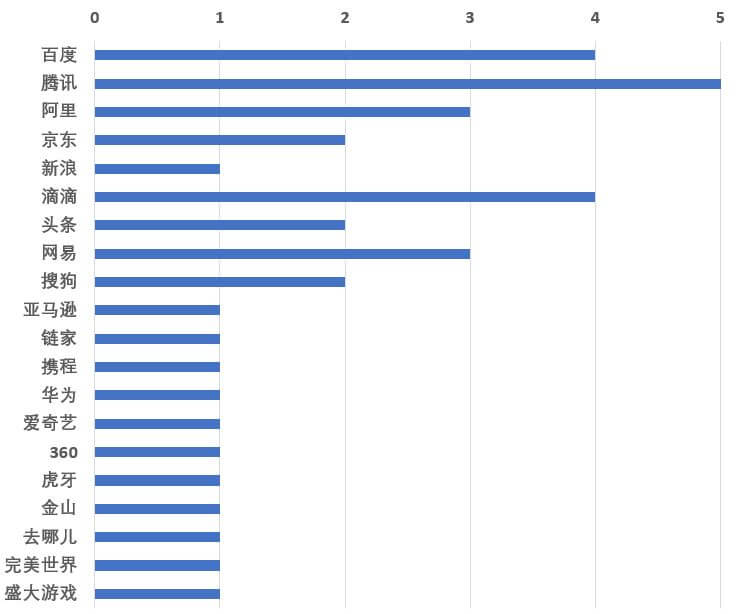 0 1 2 3 4 5
百度
腾讯
阿里
京东
新浪
滴滴
头条
网易
搜狗
亚马逊
链家
携程
华为
爱奇艺
360
虎牙
金山
去哪儿
完美世界
盛大游戏